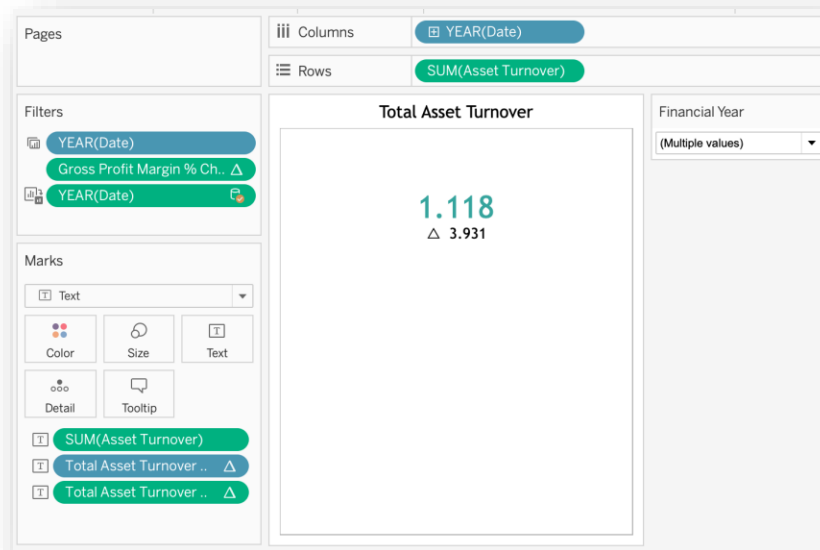 Pages
Columns
YEAR(Date)
Rows
SUM(Asset Turnover)
Filters
YEAR(Date)
Gross Profit Margin % Ch..
YEAR(Date)
Total Asset Turnover
1.118
△ 3.931
Financial Year
(Multiple values)
Marks
T Text
Color
Size
T
Text
Detail
Tooltip
T SUM(Asset Turnover)
T Total Asset Turnover ..
T Total Asset Turnover ..